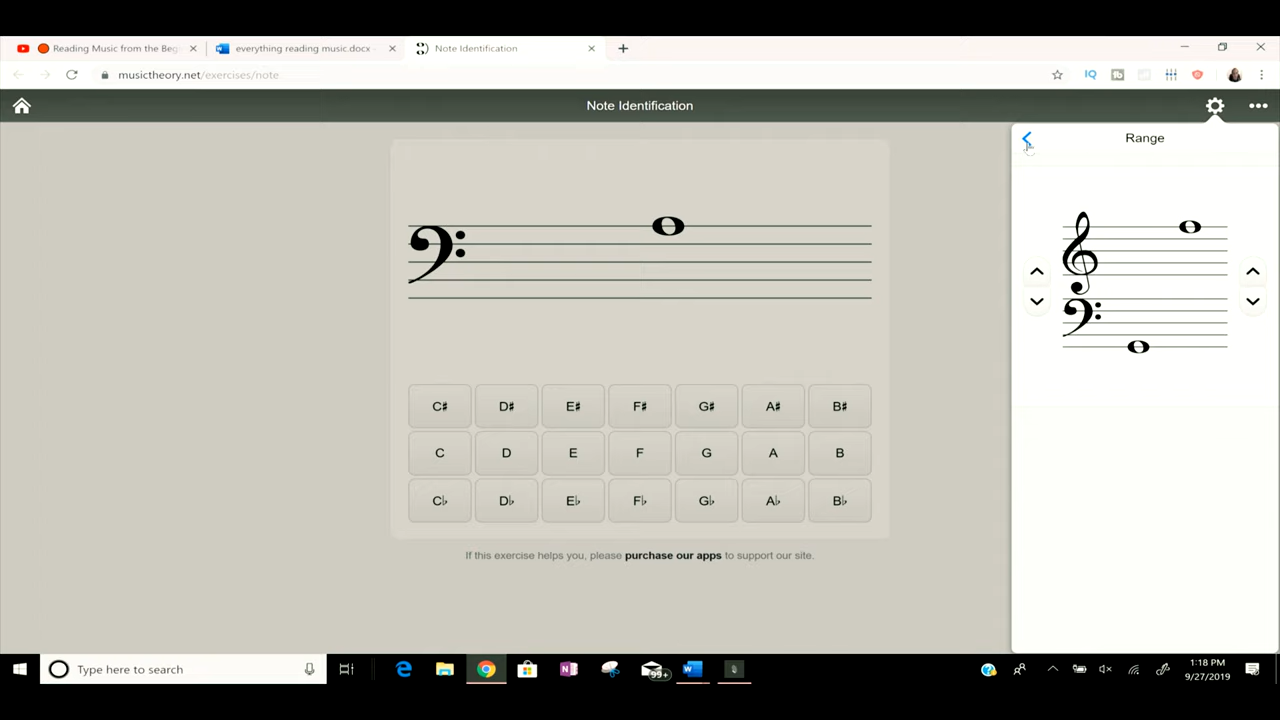 Reading Music from the Beg
everything reading music.docx -
Note Identification
musictheory.net/exercises/note
Note Identification
Range
C♯ D♯ E♯ F♯ G♯ A♯ B♯
C D E F G A B
C♭ D♭ E♭ F♭ G♭ A♭ B♭
If this exercise helps you, please purchase our apps to support our site.
Type here to search
99+
1:18 PM
9/27/2019